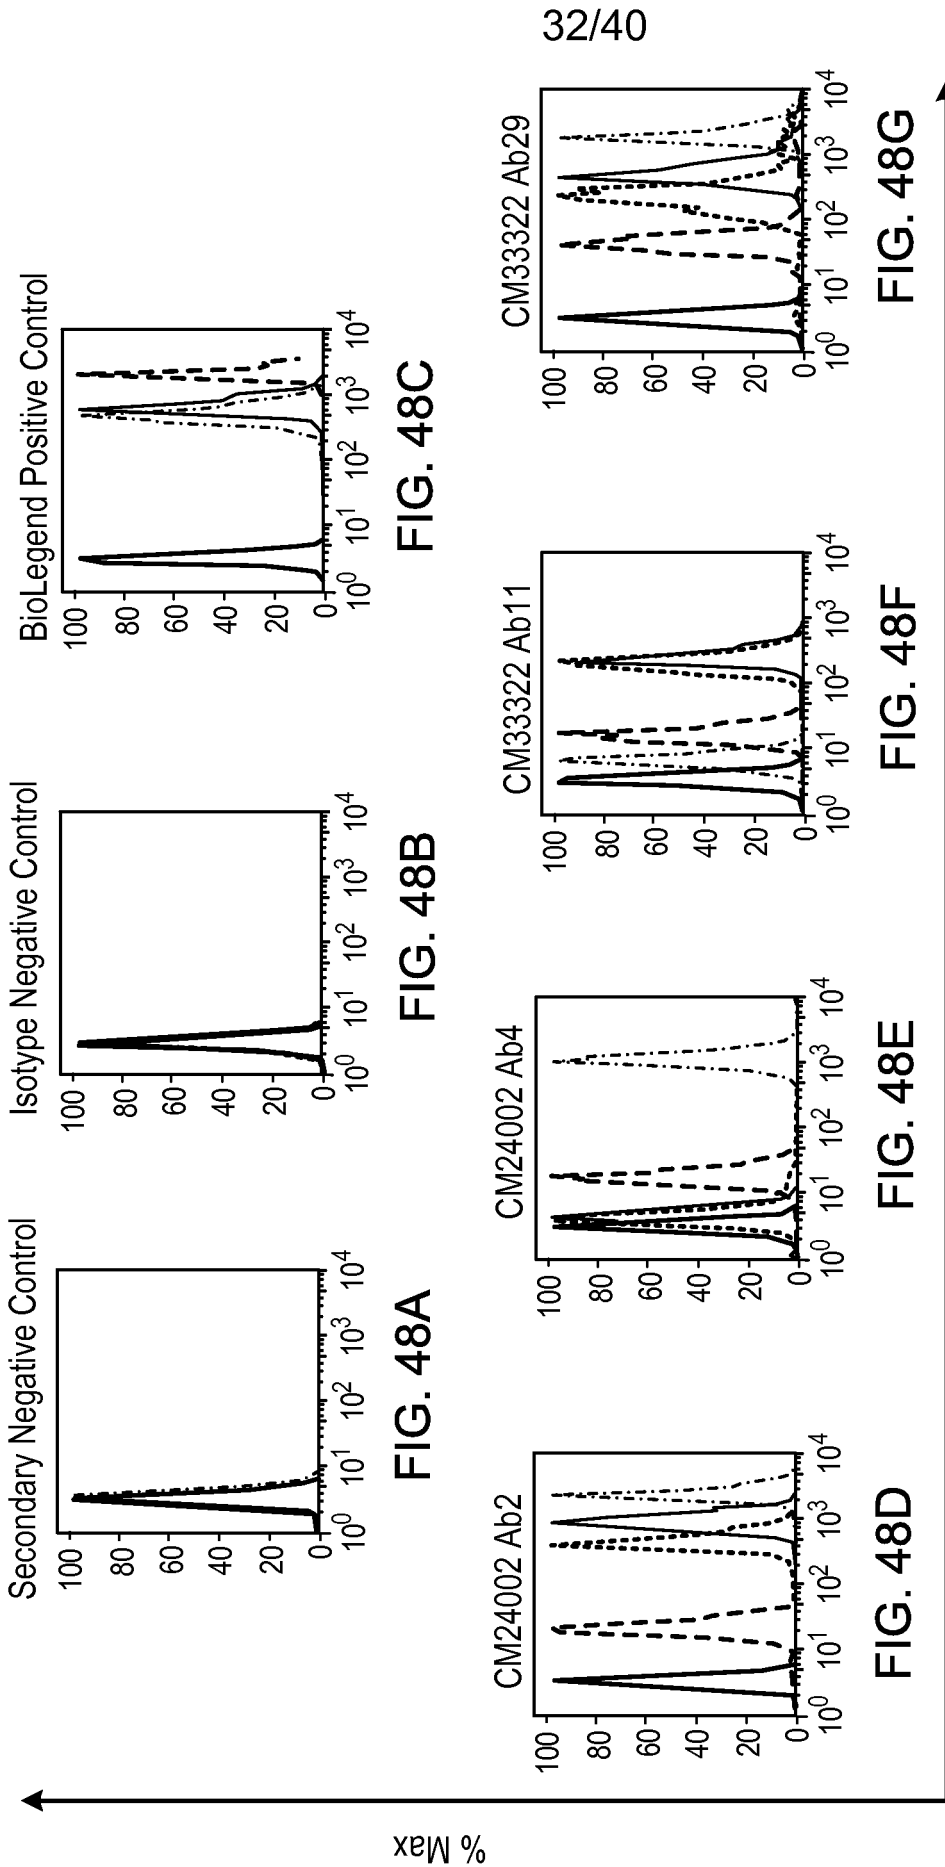 32/40
Secondary Negative Control
100
80
60
40
20
0
10^0 10^1 10^2 10^3 10^4
FIG. 48A
Isotype Negative Control
100
80
60
40
20
0
10^0 10^1 10^2 10^3 10^4
FIG. 48B
BioLegend Positive Control
100
80
60
40
20
0
10^0 10^1 10^2 10^3 10^4
FIG. 48C
CM24002 Ab2
100
80
60
40
20
0
10^0 10^1 10^2 10^3 10^4
FIG. 48D
CM24002 Ab4
100
80
60
40
20
0
10^0 10^1 10^2 10^3 10^4
FIG. 48E
CM33322 Ab11
100
80
60
40
20
0
10^0 10^1 10^2 10^3 10^4
FIG. 48F
CM33322 Ab29
100
80
60
40
20
0
10^0 10^1 10^2 10^3 10^4
FIG. 48G
% Max